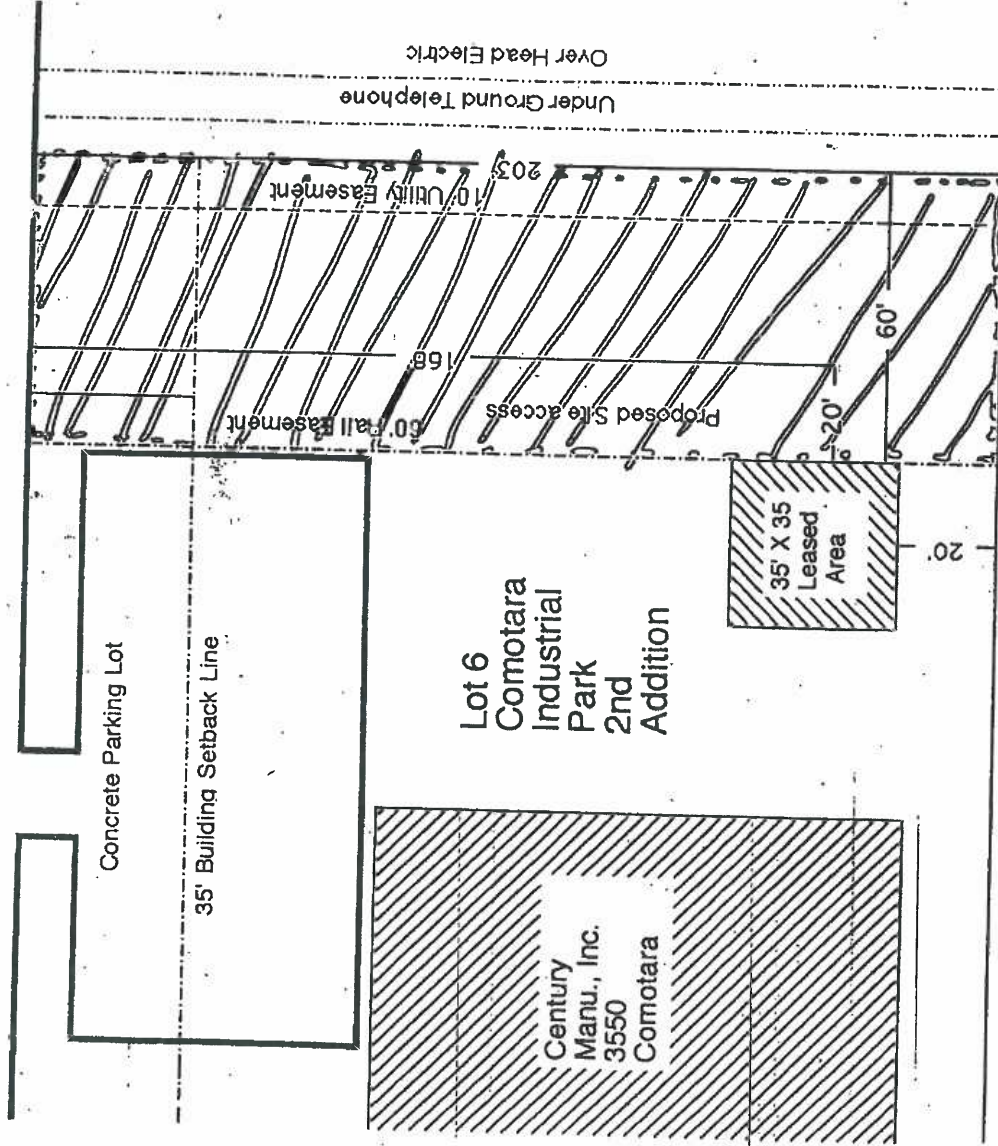 Over Head Electric
Under Ground Telephone
10' Utility Easement
203'
168'
60'
60' Rail Easement
Proposed Site access
20'
Concrete Parking Lot
35' Building Setback Line
35' X 35
Leased
Area
20'
Lot 6
Comotara
Industrial
Park
2nd
Addition
Century
Manu., Inc.
3550
Comotara